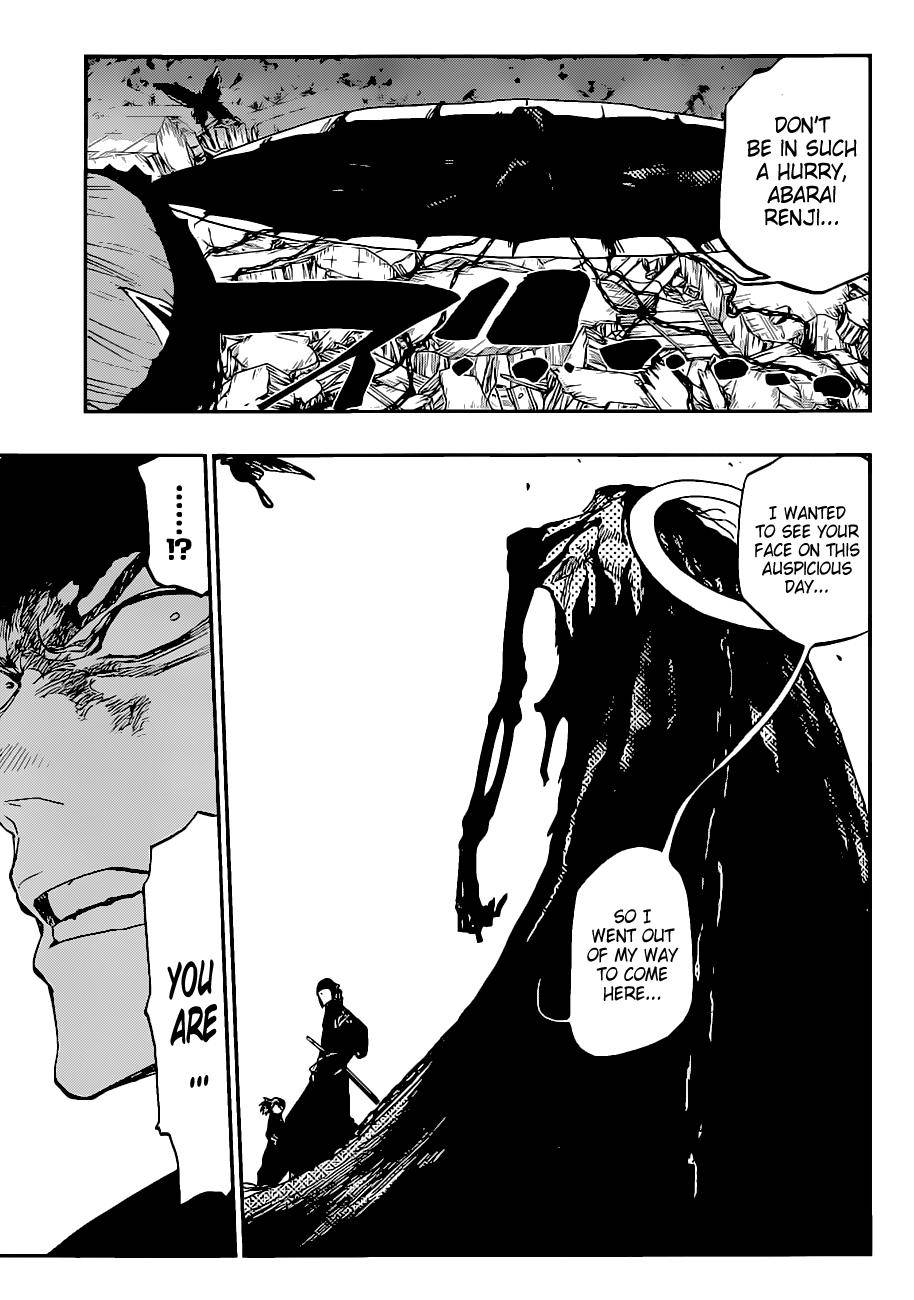 DON'T
BE IN SUCH
A HURRY,
ABARAI
RENJI...
I WANTED
TO SEE YOUR
FACE ON THIS
AUSPICIOUS
DAY...
SO I
WENT OUT
OF MY WAY
TO COME
HERE...
......
!?
YOU
ARE
...